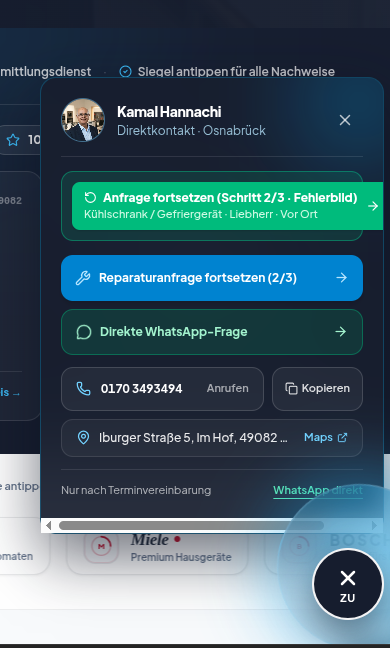 mittlungsdienst · Siegel antippen für alle Nachweise
10
9082
Kamal Hannachi
Direktkontakt · Osnabrück
Anfrage fortsetzen (Schritt 2/3 · Fehlerbild)
Kühlschrank / Gefriergerät · Liebherr · Vor Ort
Reparaturanfrage fortsetzen (2/3)
Direkte WhatsApp-Frage
0170 3493494 Anrufen Kopieren
is →
Iburger Straße 5, Im Hof, 49082 ... Maps
e antipp
Nur nach Terminvereinbarung WhatsApp direkt
omaten
M Miele
Premium Hausgeräte
BOSCH
ZU